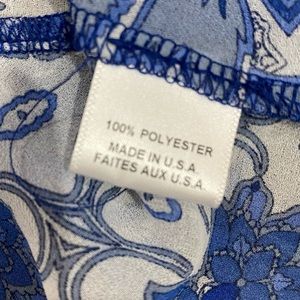 100% POLYESTER
MADE IN U.S.A
FAITES AUX U.S.A.